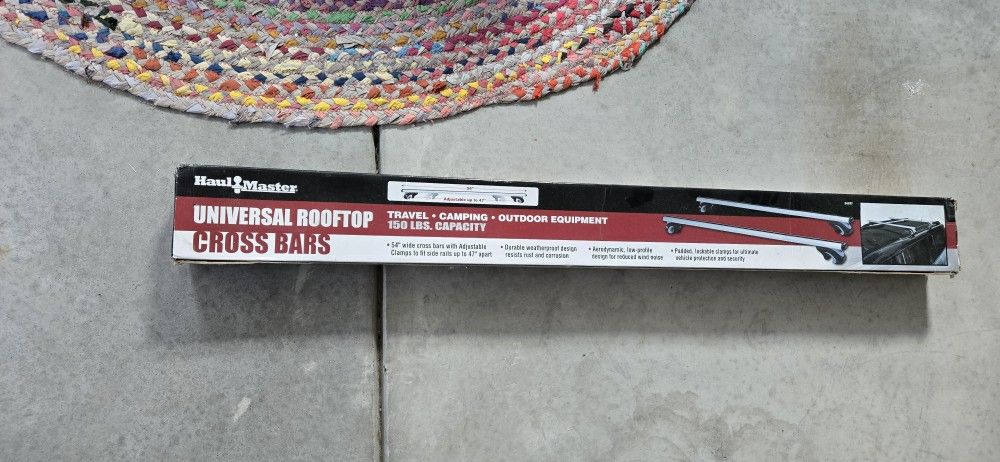 Haul Master
54"
Adjustable up to 47"
UNIVERSAL ROOFTOP
CROSS BARS
TRAVEL • CAMPING • OUTDOOR EQUIPMENT
150 LBS. CAPACITY
• 54" wide cross bars with Adjustable
Clamps to fit side rails up to 47" apart
• Durable weatherproof design
resists rust and corrosion
• Aerodynamic, low-profile
design for reduced wind noise
• Padded, lockable clamps for ultimate
vehicle protection and security